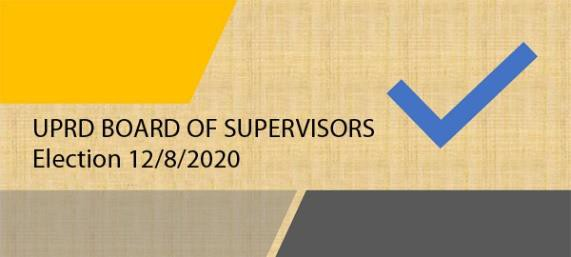 UPRD BOARD OF SUPERVISORS
Election 12/8/2020